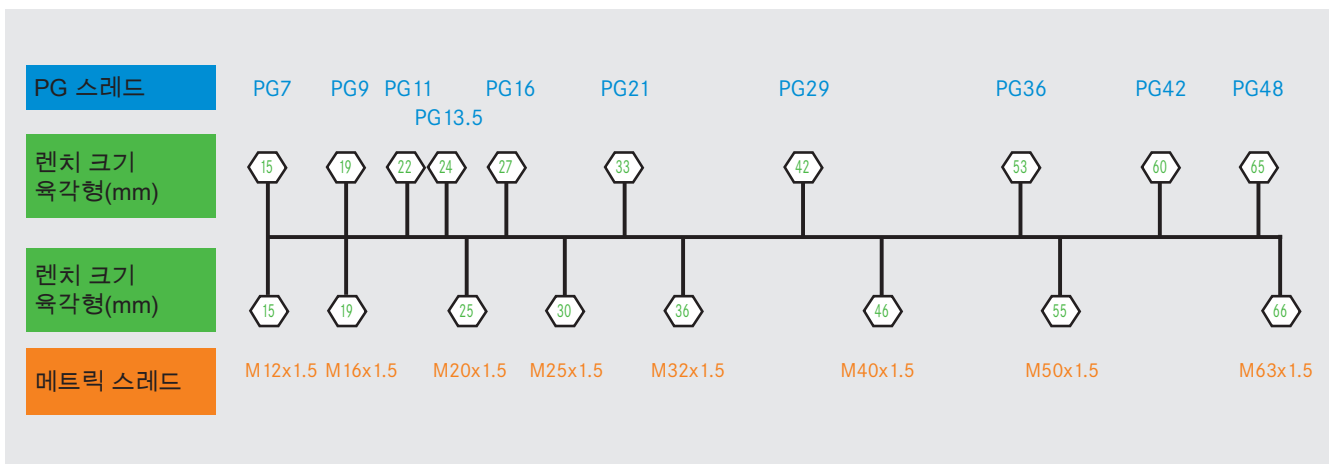 PG 스레드 PG7 PG9 PG11 PG16 PG21 PG29 PG36 PG42 PG48
PG13.5
렌치 크기
육각형(mm)
15 19 22 24 27 33 42 53 60 65
렌치 크기
육각형(mm)
15 19 25 30 36 46 55 66
메트릭 스레드 M12x1.5 M16x1.5 M20x1.5 M25x1.5 M32x1.5 M40x1.5 M50x1.5 M63x1.5